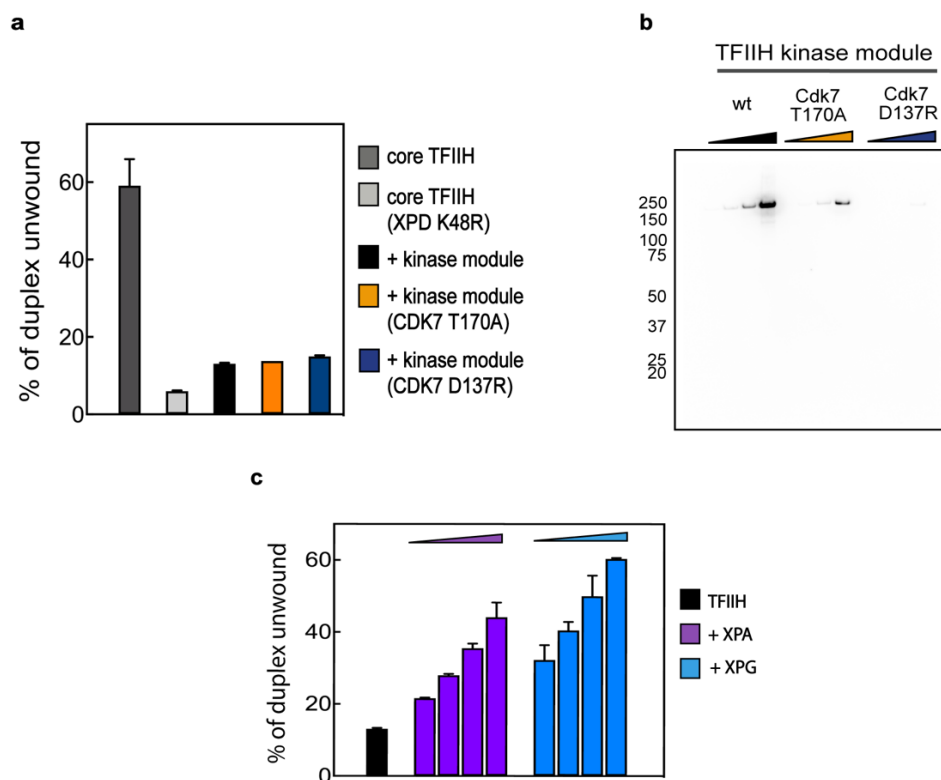 a
% of duplex unwound
60
40
20
0
core TFIIH
core TFIIH
(XPD K48R)
+ kinase module
+ kinase module
(CDK7 T170A)
+ kinase module
(CDK7 D137R)
b
TFIIH kinase module
wt
Cdk7
T170A
Cdk7
D137R
250
150
100
75
50
37
25
20
c
% of duplex unwound
60
40
20
0
TFIIH
+ XPA
+ XPG